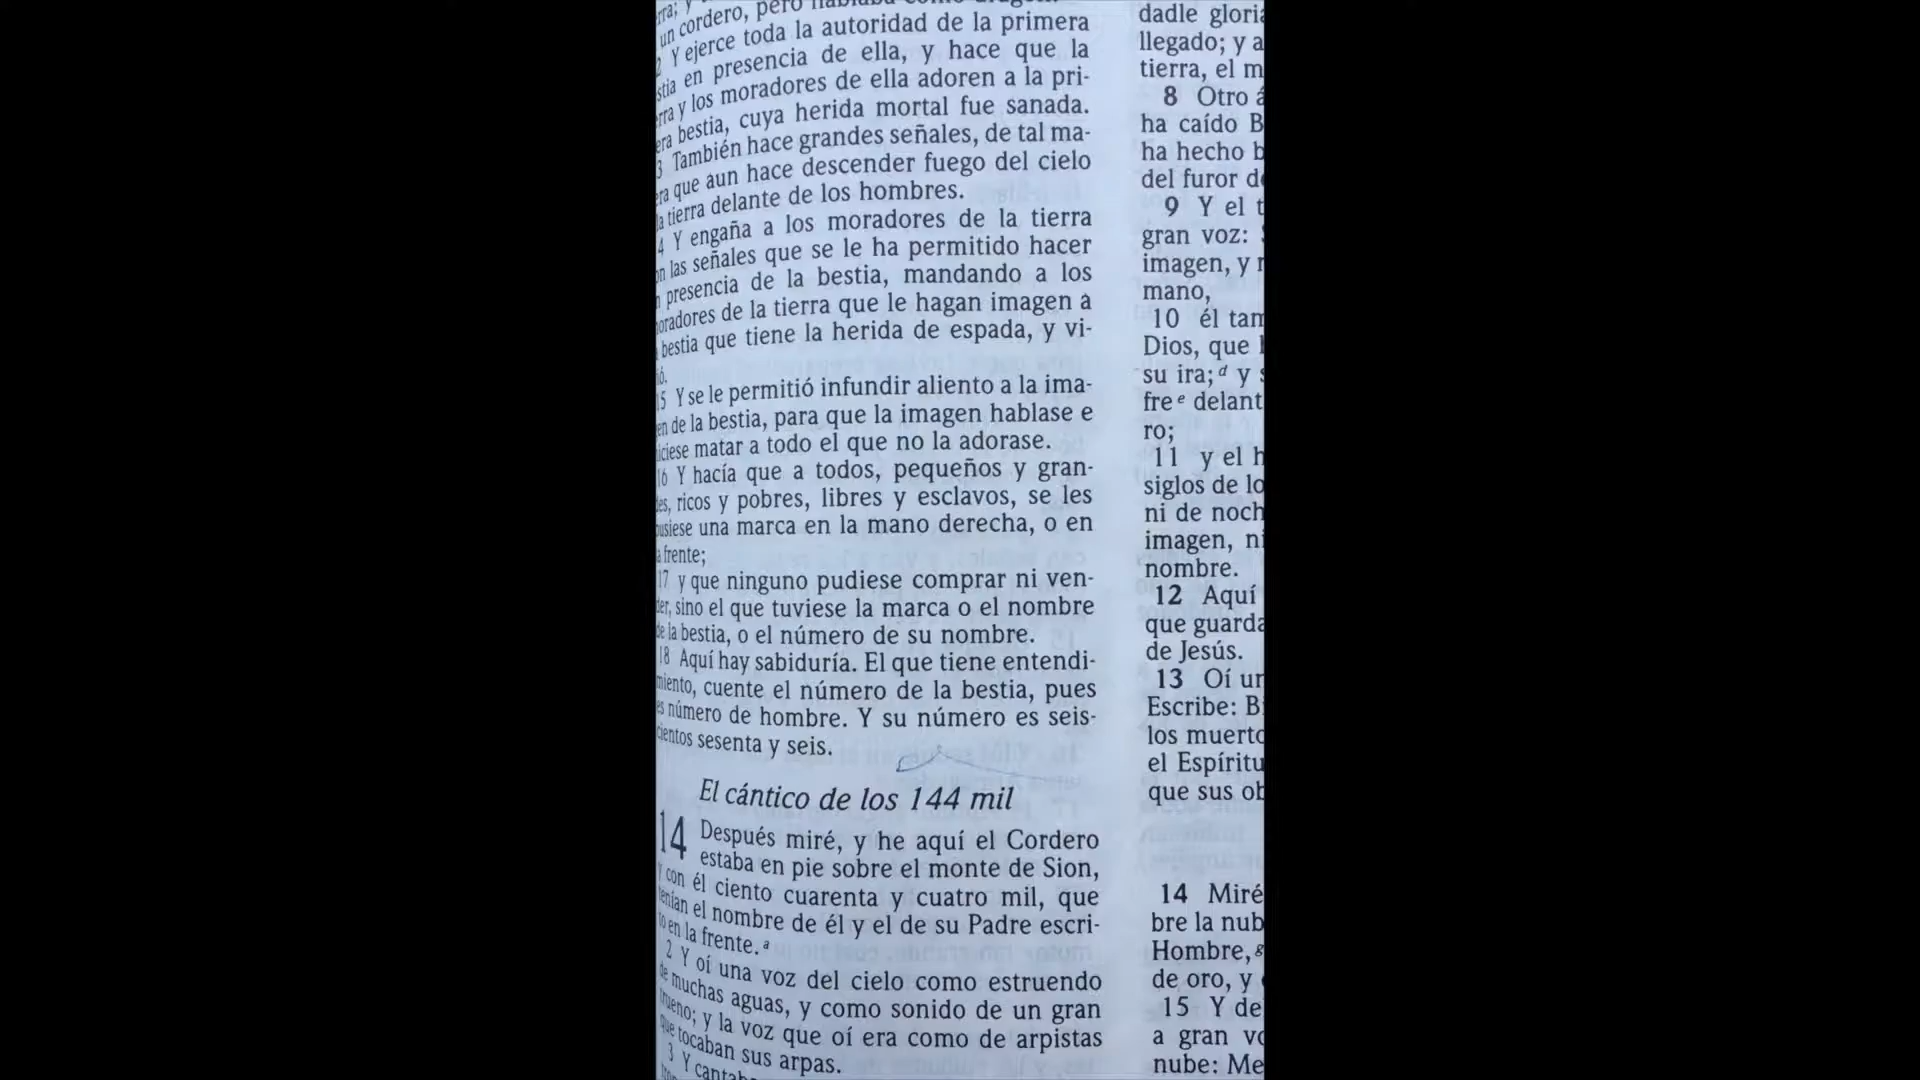 un cordero, pero hablaba como dragón.
2 Y ejerce toda la autoridad de la primera
stia en presencia de ella, y hace que la
rra y los moradores de ella adoren a la pri-
era bestia, cuya herida mortal fue sanada.
3 También hace grandes señales, de tal ma-
era que aun hace descender fuego del cielo
a tierra delante de los hombres.
4 Y engaña a los moradores de la tierra
on las señales que se le ha permitido hacer
n presencia de la bestia, mandando a los
oradores de la tierra que le hagan imagen a
bestia que tiene la herida de espada, y vi-
ió.
15 Y se le permitió infundir aliento a la ima-
en de la bestia, para que la imagen hablase e
iciese matar a todo el que no la adorase.
16 Y hacía que a todos, pequeños y gran-
des, ricos y pobres, libres y esclavos, se les
pusiese una marca en la mano derecha, o en
a frente;
17 y que ninguno pudiese comprar ni ven-
der, sino el que tuviese la marca o el nombre
de la bestia, o el número de su nombre.
18 Aquí hay sabiduría. El que tiene entendi-
miento, cuente el número de la bestia, pues
es número de hombre. Y su número es seis-
cientos sesenta y seis.
El cántico de los 144 mil
14 Después miré, y he aquí el Cordero
estaba en pie sobre el monte de Sion,
y con él ciento cuarenta y cuatro mil, que
tenían el nombre de él y el de su Padre escri-
to en la frente. a
2 Y oí una voz del cielo como estruendo
de muchas aguas, y como sonido de un gran
trueno; y la voz que oí era como de arpistas
que tocaban sus arpas.
3 Y cantab
dadle gloria
llegado; y a
tierra, el m
8 Otro á
ha caído B
ha hecho b
del furor de
9 Y el t
gran voz:
imagen, y r
mano,
10 él tam
Dios, que
su ira; d y s
fre e delant
ro;
11 y el h
siglos de lo
ni de noch
imagen, ni
nombre.
12 Aquí
que guarda
de Jesús.
13 Oí un
Escribe: Bi
los muerto
el Espíritu
que sus ob
14 Miré
bre la nub
Hombre, g
de oro, y
15 Y de
a gran vo
nube: Me